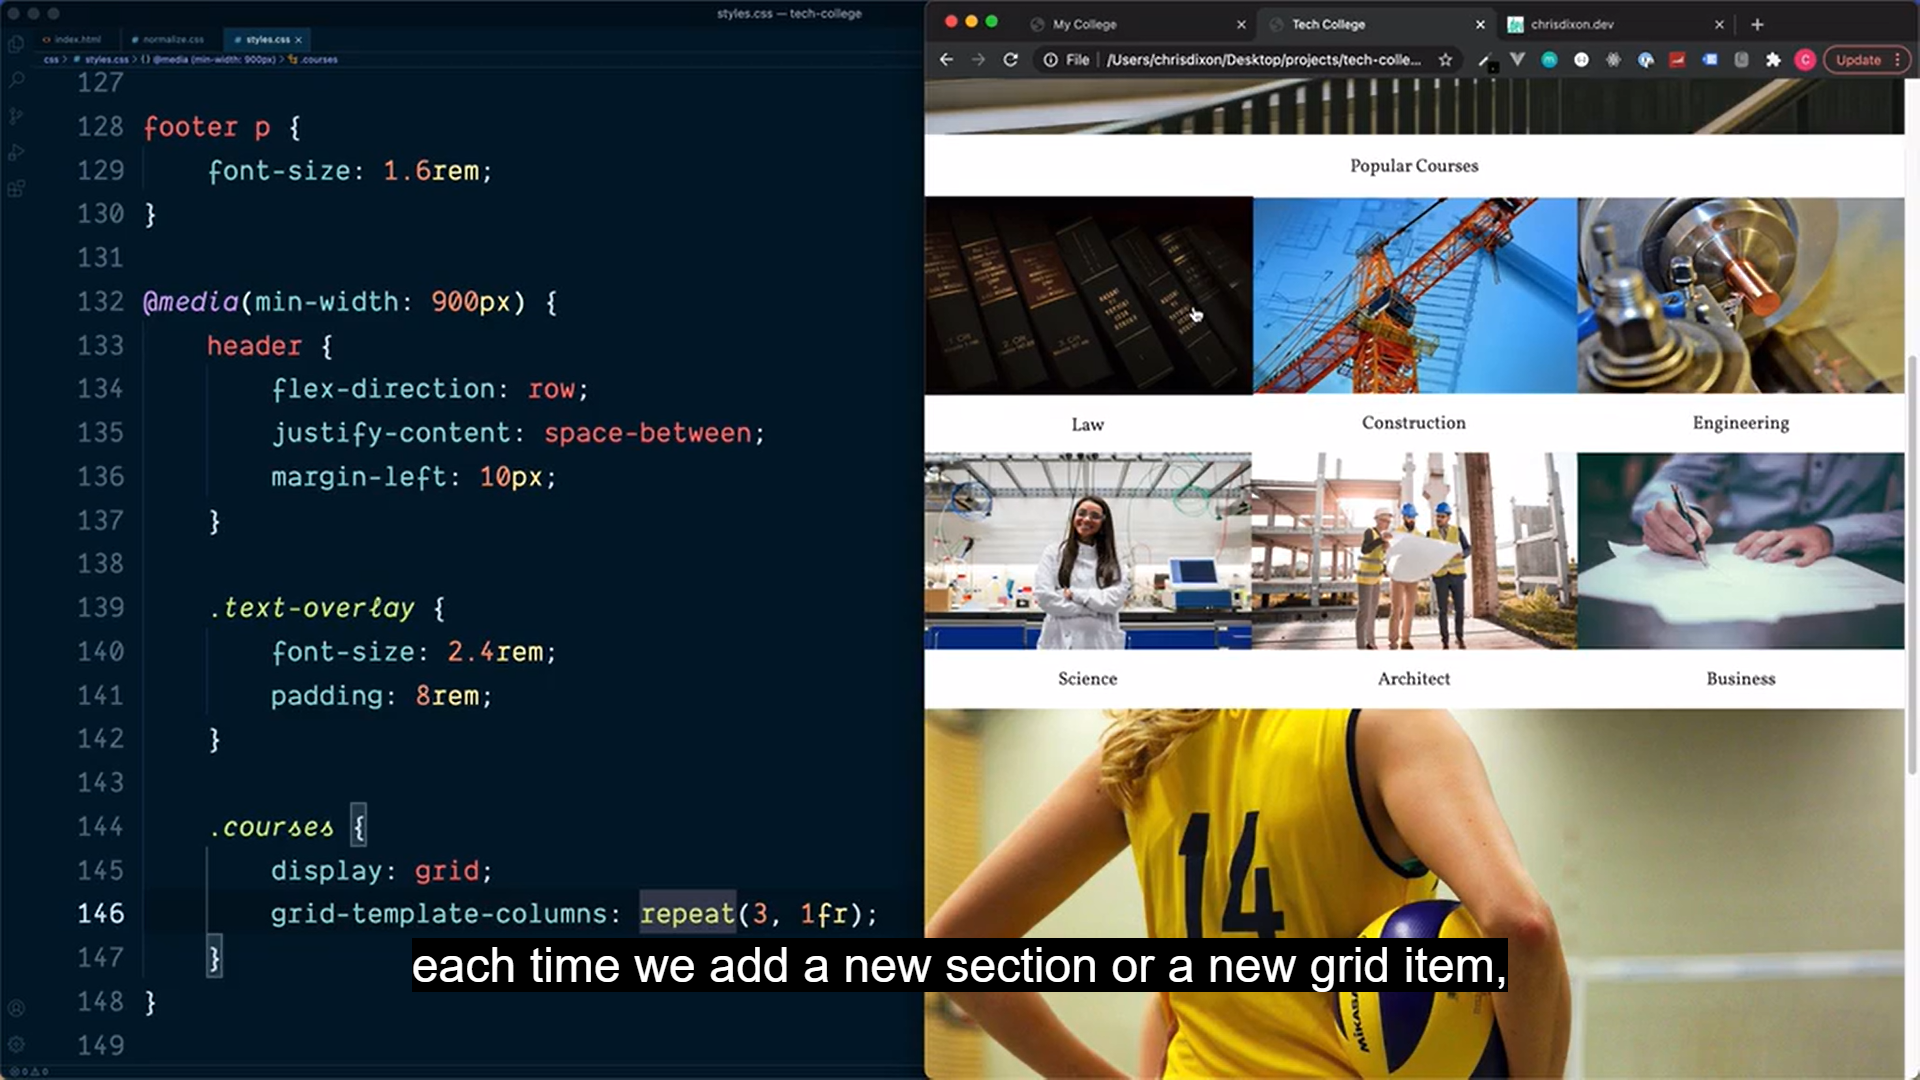 styles.css — tech-college
index.html
normalize.css
styles.css
css > styles.css > {} @media (min-width: 900px) > .courses
127
128 footer p {
129 font-size: 1.6rem;
130 }
131
132 @media(min-width: 900px) {
133 header {
134 flex-direction: row;
135 justify-content: space-between;
136 margin-left: 10px;
137 }
138
139 .text-overlay {
140 font-size: 2.4rem;
141 padding: 8rem;
142 }
143
144 .courses {
145 display: grid;
146 grid-template-columns: repeat(3, 1fr);
147 }
148 }
149
My College
Tech College
chrisdixon.dev
File /Users/chrisdixon/Desktop/projects/tech-colle...
C
Update
Popular Courses
Law
Construction
Engineering
Science
Architect
Business
14
MIKASA
each time we add a new section or a new grid item,